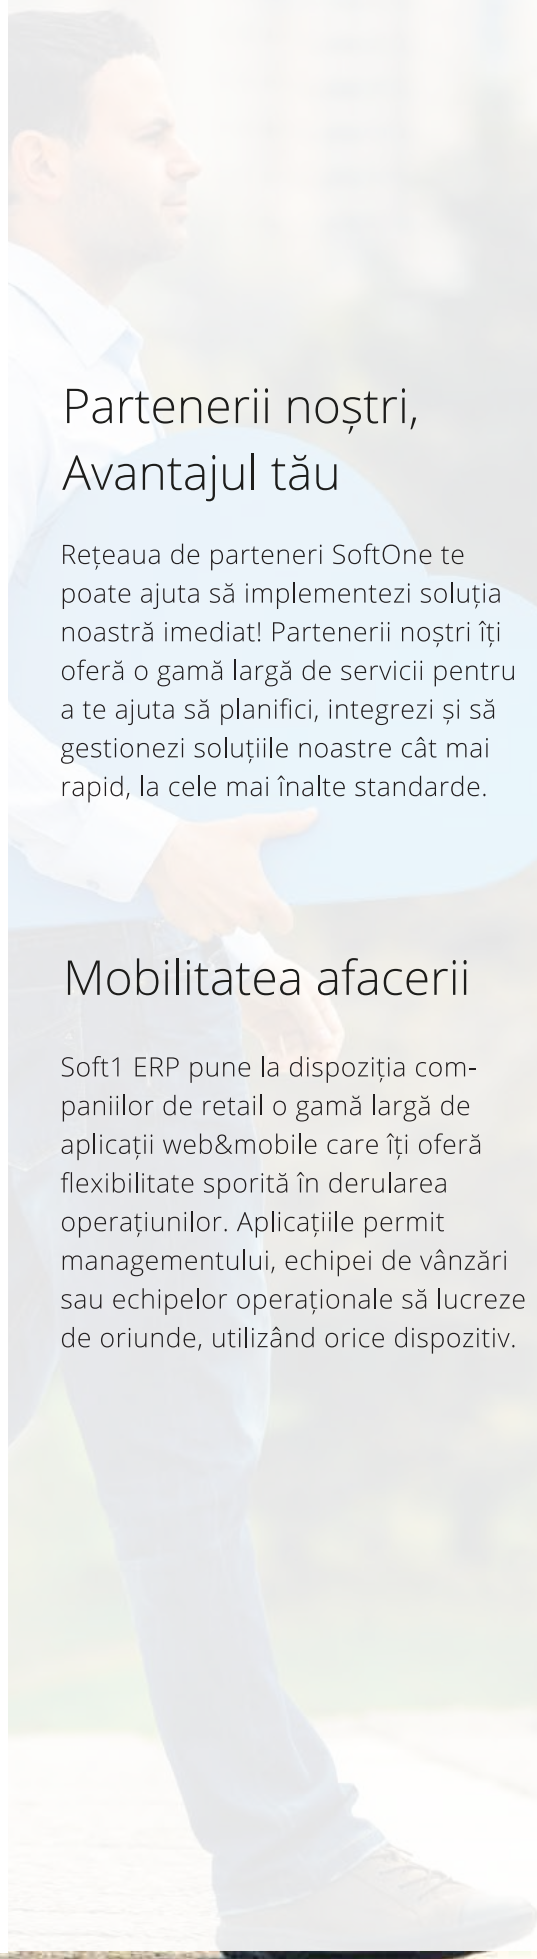 Partenerii noștri,
Avantajul tău
Rețeaua de parteneri SoftOne te
poate ajuta să implementezi soluția
noastră imediat! Partenerii noștri îți
oferă o gamă largă de servicii pentru
a te ajuta să planifici, integrezi și să
gestionezi soluțiile noastre cât mai
rapid, la cele mai înalte standarde.
Mobilitatea afacerii
Soft1 ERP pune la dispoziția com-
paniilor de retail o gamă largă de
aplicații web&mobile care îți oferă
flexibilitate sporită în derularea
operațiunilor. Aplicațiile permit
managementului, echipei de vânzări
sau echipelor operaționale să lucreze
de oriunde, utilizând orice dispozitiv.